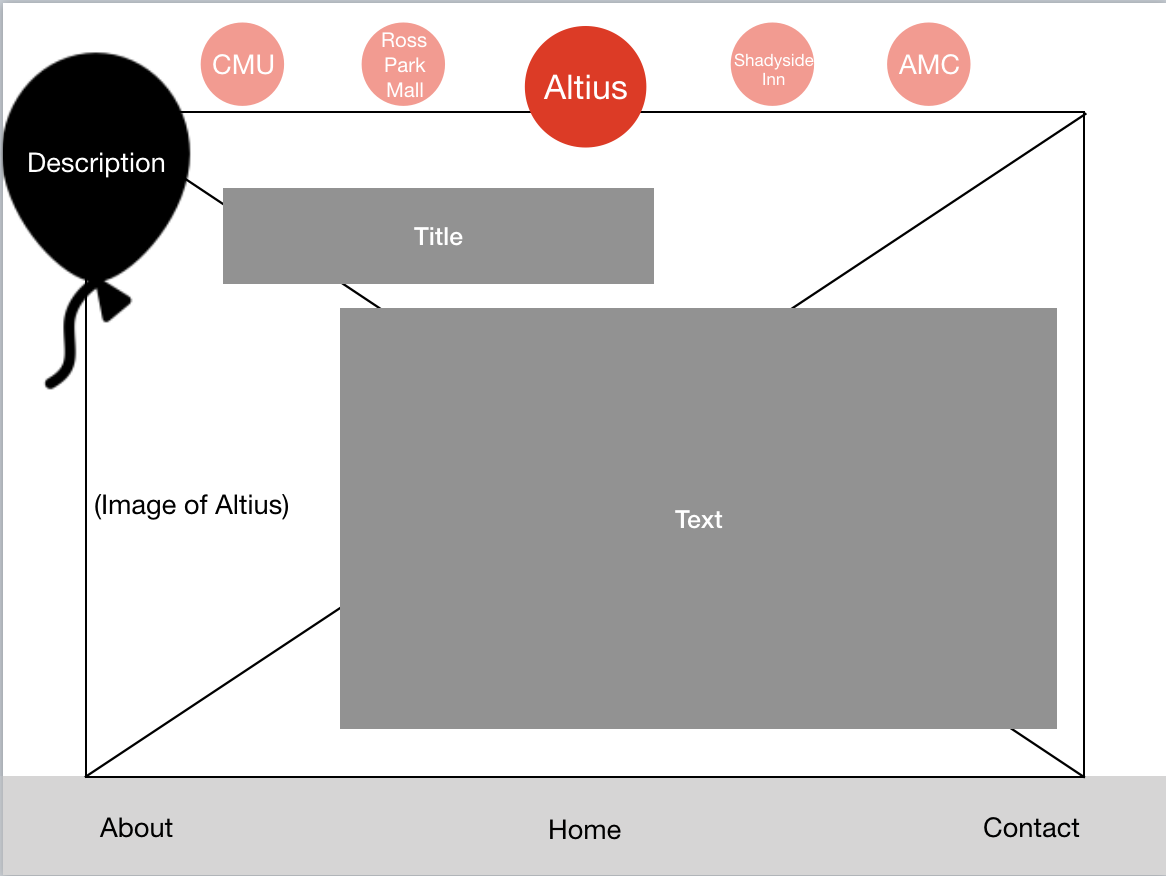 CMU
Ross
Park
Mall
Altius
Shadyside
Inn
AMC
Description
Title
(Image of Altius)
Text
About
Home
Contact